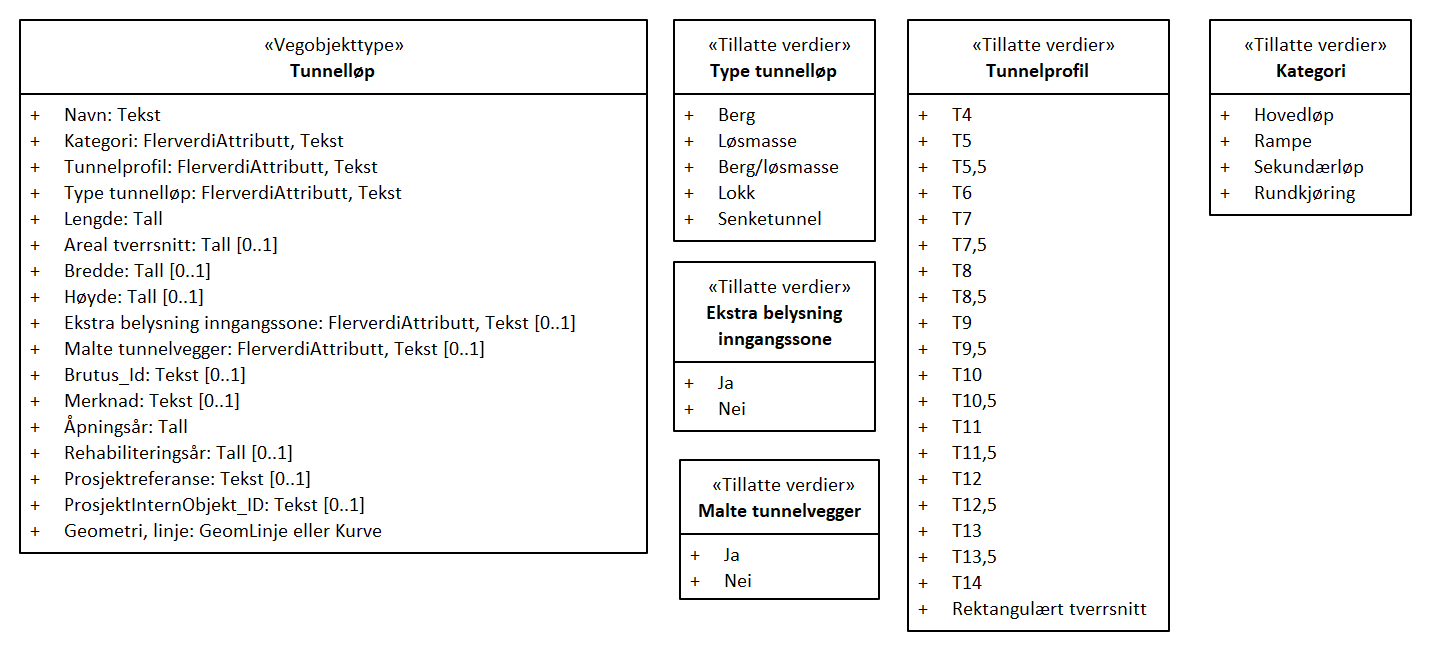 «Vegobjekttype»
Tunnelløp
+ Navn: Tekst
+ Kategori: FlerverdiAttributt, Tekst
+ Tunnelprofil: FlerverdiAttributt, Tekst
+ Type tunnelløp: FlerverdiAttributt, Tekst
+ Lengde: Tall
+ Areal tverrsnitt: Tall [0..1]
+ Bredde: Tall [0..1]
+ Høyde: Tall [0..1]
+ Ekstra belysning inngangssone: FlerverdiAttributt, Tekst [0..1]
+ Malte tunnelvegger: FlerverdiAttributt, Tekst [0..1]
+ Brutus_Id: Tekst [0..1]
+ Merknad: Tekst [0..1]
+ Åpningsår: Tall
+ Rehabiliteringsår: Tall [0..1]
+ Prosjektreferanse: Tekst [0..1]
+ ProsjektInternObjekt_ID: Tekst [0..1]
+ Geometri, linje: GeomLinje eller Kurve
«Tillatte verdier»
Type tunnelløp
+ Berg
+ Løsmasse
+ Berg/løsmasse
+ Lokk
+ Senketunnel
«Tillatte verdier»
Ekstra belysning
inngangssone
+ Ja
+ Nei
«Tillatte verdier»
Malte tunnelvegger
+ Ja
+ Nei
«Tillatte verdier»
Tunnelprofil
+ T4
+ T5
+ T5,5
+ T6
+ T7
+ T7,5
+ T8
+ T8,5
+ T9
+ T9,5
+ T10
+ T10,5
+ T11
+ T11,5
+ T12
+ T12,5
+ T13
+ T13,5
+ T14
+ Rektangulært tverrsnitt
«Tillatte verdier»
Kategori
+ Hovedløp
+ Rampe
+ Sekundærløp
+ Rundkjøring